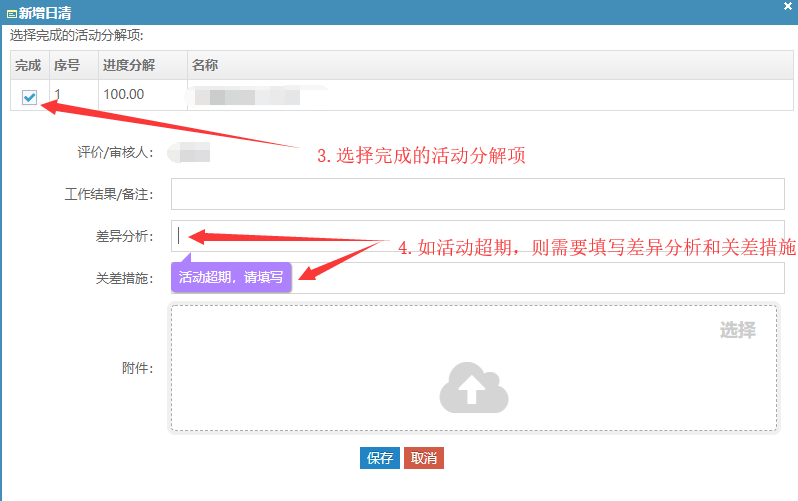 新增日清
选择完成的活动分解项:
完成 序号 进度分解 名称
1 100.00
3.选择完成的活动分解项
评价/审核人:
工作结果/备注:
差异分析:
4.如活动超期，则需要填写差异分析和关差措施
关差措施:
活动超期，请填写
选择
附件:
保存 取消